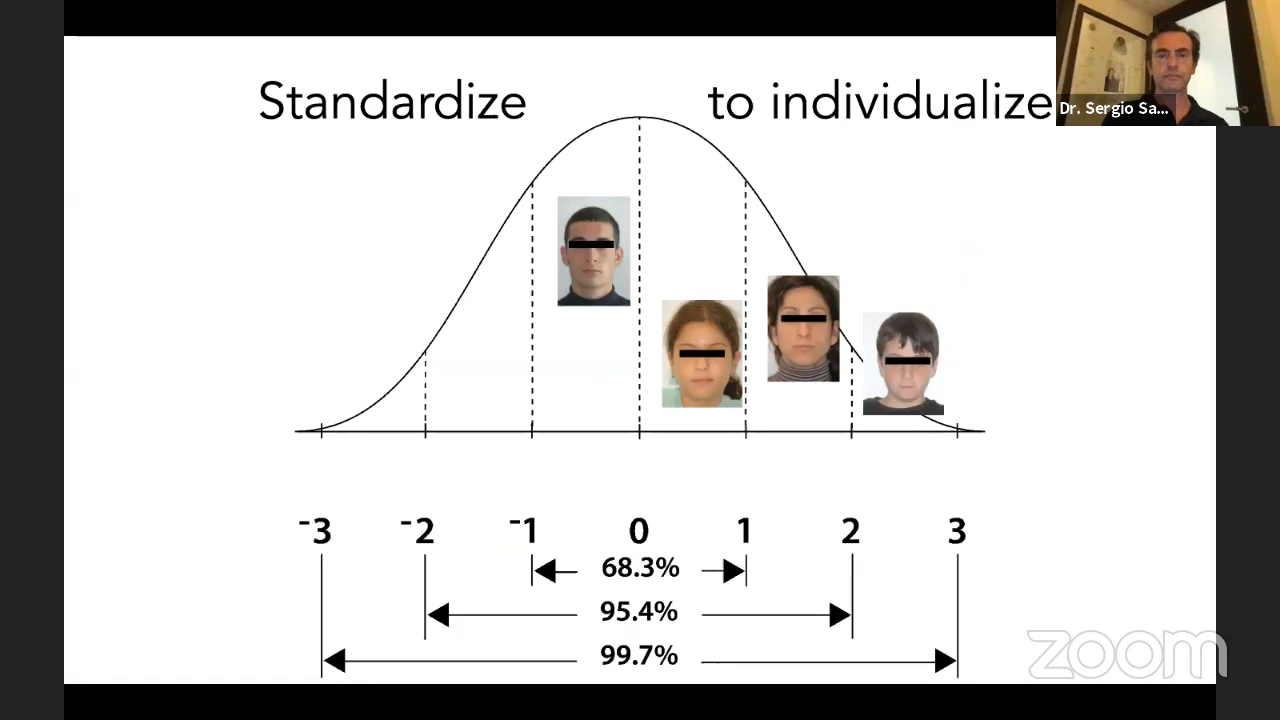 Standardize to individualize
Dr. Sergio Sa...
-3 -2 -1 0 1 2 3
68.3%
95.4%
99.7%
zoom